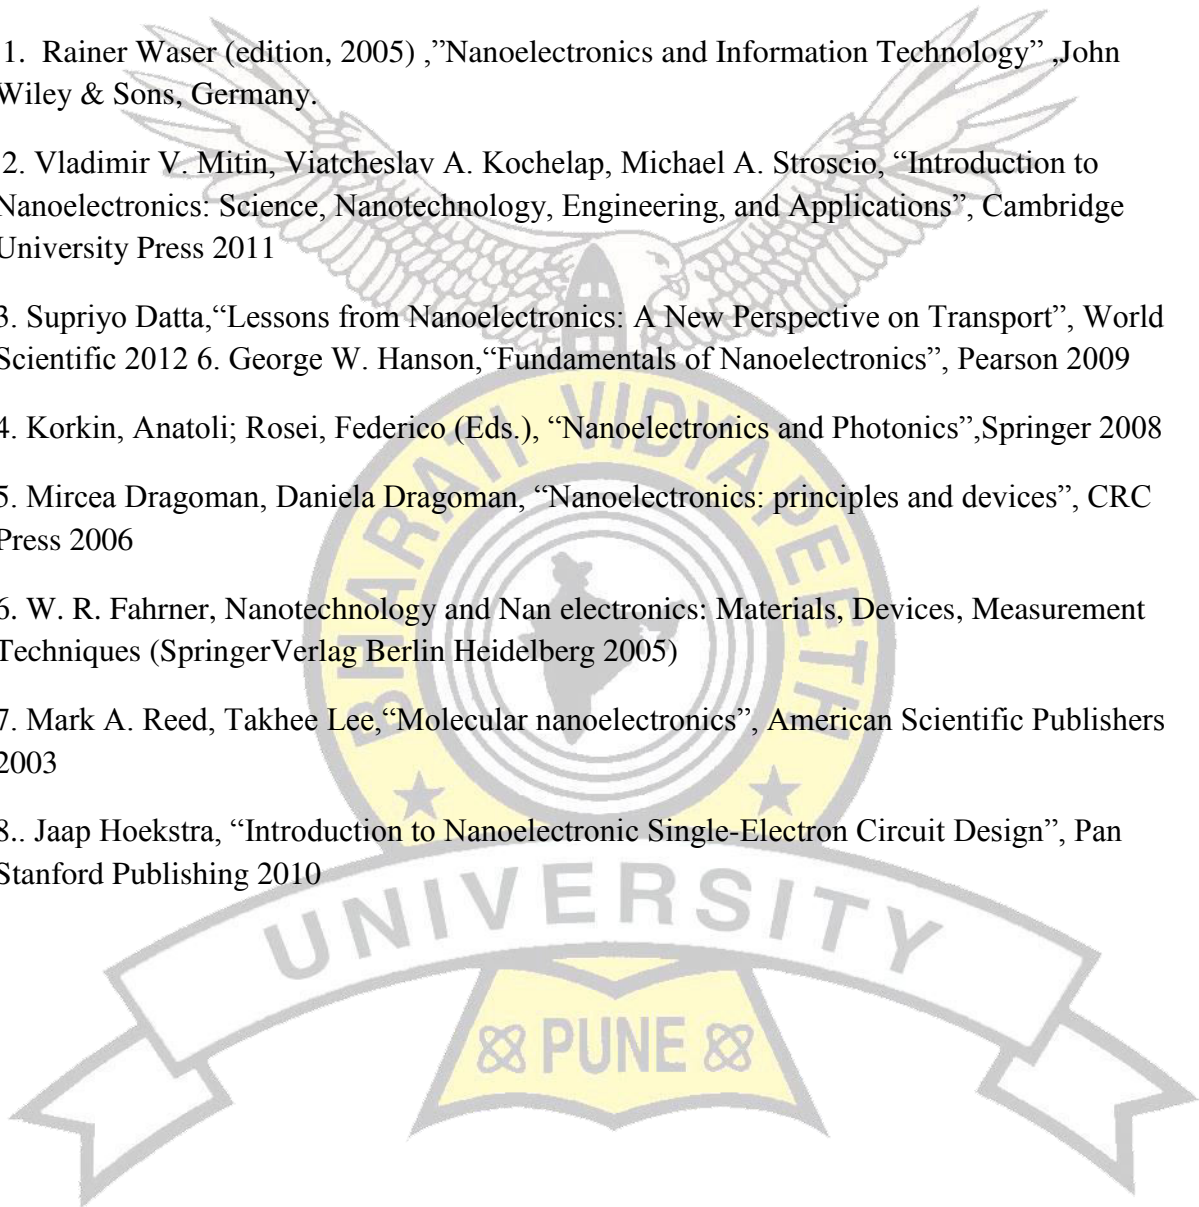 1. Rainer Waser (edition, 2005) ,”Nanoelectronics and Information Technology” ,John
Wiley & Sons, Germany.
2. Vladimir V. Mitin, Viatcheslav A. Kochelap, Michael A. Stroscio, “Introduction to
Nanoelectronics: Science, Nanotechnology, Engineering, and Applications”, Cambridge
University Press 2011
3. Supriyo Datta,“Lessons from Nanoelectronics: A New Perspective on Transport”, World
Scientific 2012 6. George W. Hanson,“Fundamentals of Nanoelectronics”, Pearson 2009
4. Korkin, Anatoli; Rosei, Federico (Eds.), “Nanoelectronics and Photonics”,Springer 2008
5. Mircea Dragoman, Daniela Dragoman, “Nanoelectronics: principles and devices”, CRC
Press 2006
6. W. R. Fahrner, Nanotechnology and Nan electronics: Materials, Devices, Measurement
Techniques (SpringerVerlag Berlin Heidelberg 2005)
7. Mark A. Reed, Takhee Lee,“Molecular nanoelectronics”, American Scientific Publishers
2003
8.. Jaap Hoekstra, “Introduction to Nanoelectronic Single-Electron Circuit Design”, Pan
Stanford Publishing 2010
BHARATI VIDYAPEETH
UNIVERSITY
PUNE